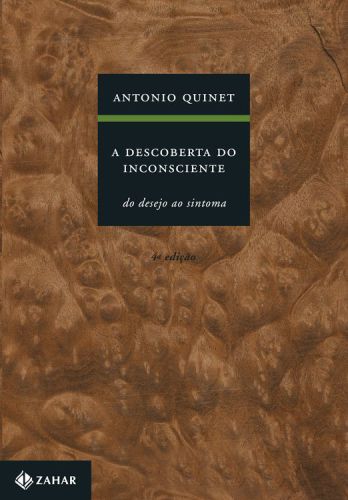 ANTONIO QUINET
A DESCOBERTA DO
INCONSCIENTE
do desejo ao sintoma
4ª edição
ZAHAR